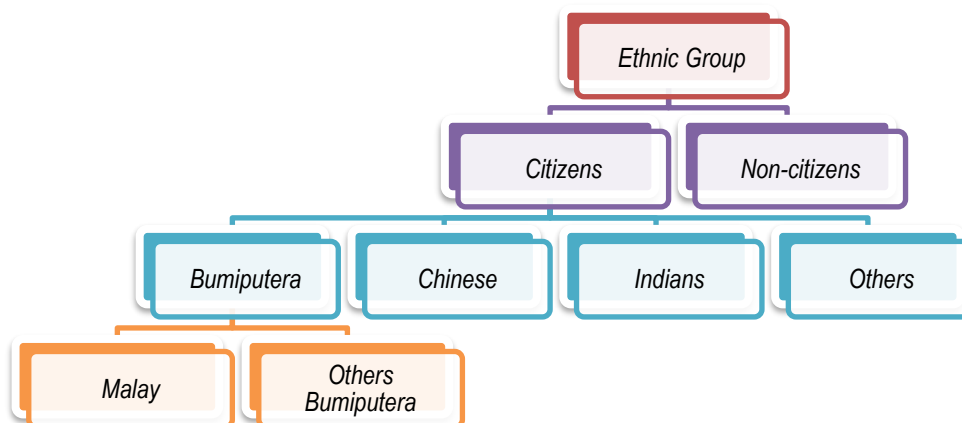 Ethnic Group
Citizens
Non-citizens
Bumiputera
Chinese
Indians
Others
Malay
Others
Bumiputera